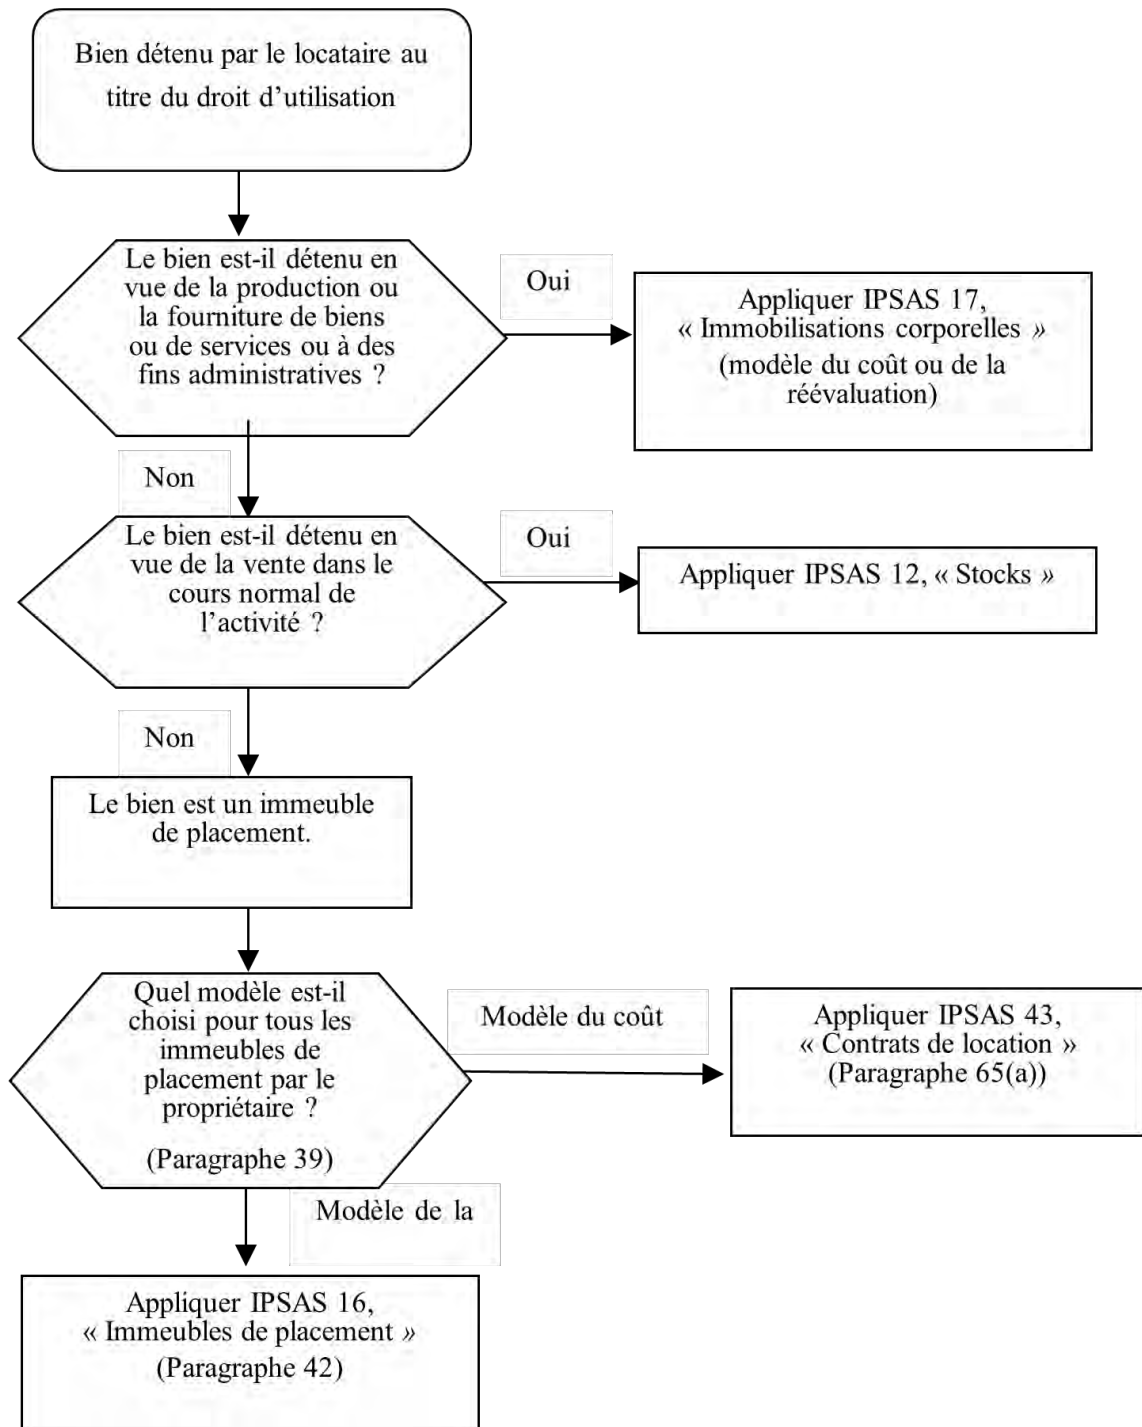 Bien détenu par le locataire au
titre du droit d’utilisation
Le bien est-il détenu en
vue de la production ou
la fourniture de biens
ou de services ou à des
fins administratives ?
Oui
Appliquer IPSAS 17,
« Immobilisations corporelles »
(modèle du coût ou de la
réévaluation)
Non
Le bien est-il détenu en
vue de la vente dans le
cours normal de
l’activité ?
Oui
Appliquer IPSAS 12, « Stocks »
Non
Le bien est un immeuble
de placement.
Quel modèle est-il
choisi pour tous les
immeubles de
placement par le
propriétaire ?
(Paragraphe 39)
Modèle du coût
Appliquer IPSAS 43,
« Contrats de location »
(Paragraphe 65(a))
Modèle de la
Appliquer IPSAS 16,
« Immeubles de placement »
(Paragraphe 42)